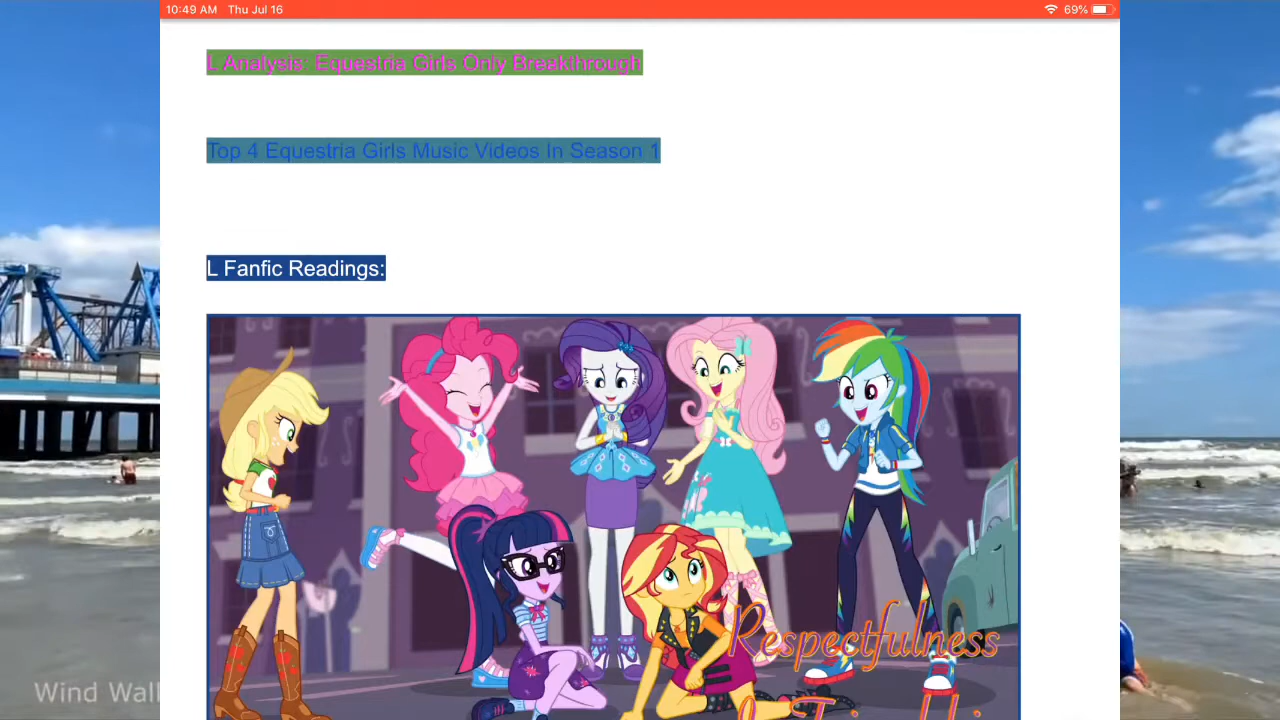 10:49 AM Thu Jul 16 69%
L Analysis: Equestria Girls Only Breakthrough
Top 4 Equestria Girls Music Videos In Season 1
L Fanfic Readings:
Respectfulness
Wind Wall